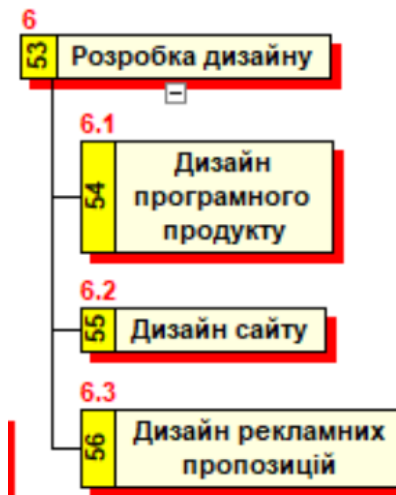 6
53 Розробка дизайну
6.1
54
Дизайн
програмного
продукту
6.2
55 Дизайн сайту
6.3
56
Дизайн рекламних
пропозицій